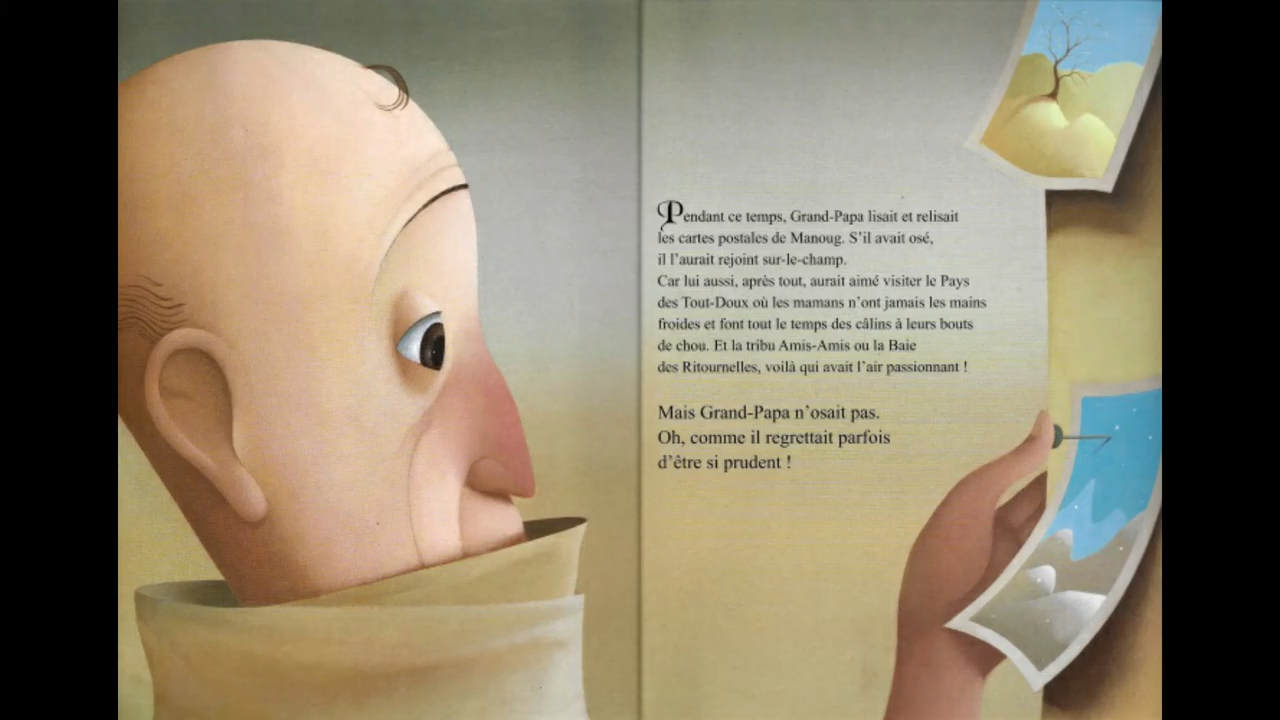 Pendant ce temps, Grand-Papa lisait et relisait
les cartes postales de Manoug. S'il avait osé,
il l'aurait rejoint sur-le-champ.
Car lui aussi, après tout, aurait aimé visiter le Pays
des Tout-Doux où les mamans n'ont jamais les mains
froides et font tout le temps des câlins à leurs bouts
de chou. Et la tribu Amis-Amis ou la Baie
des Ritournelles, voilà qui avait l'air passionnant !
Mais Grand-Papa n'osait pas.
Oh, comme il regrettait parfois
d'être si prudent !